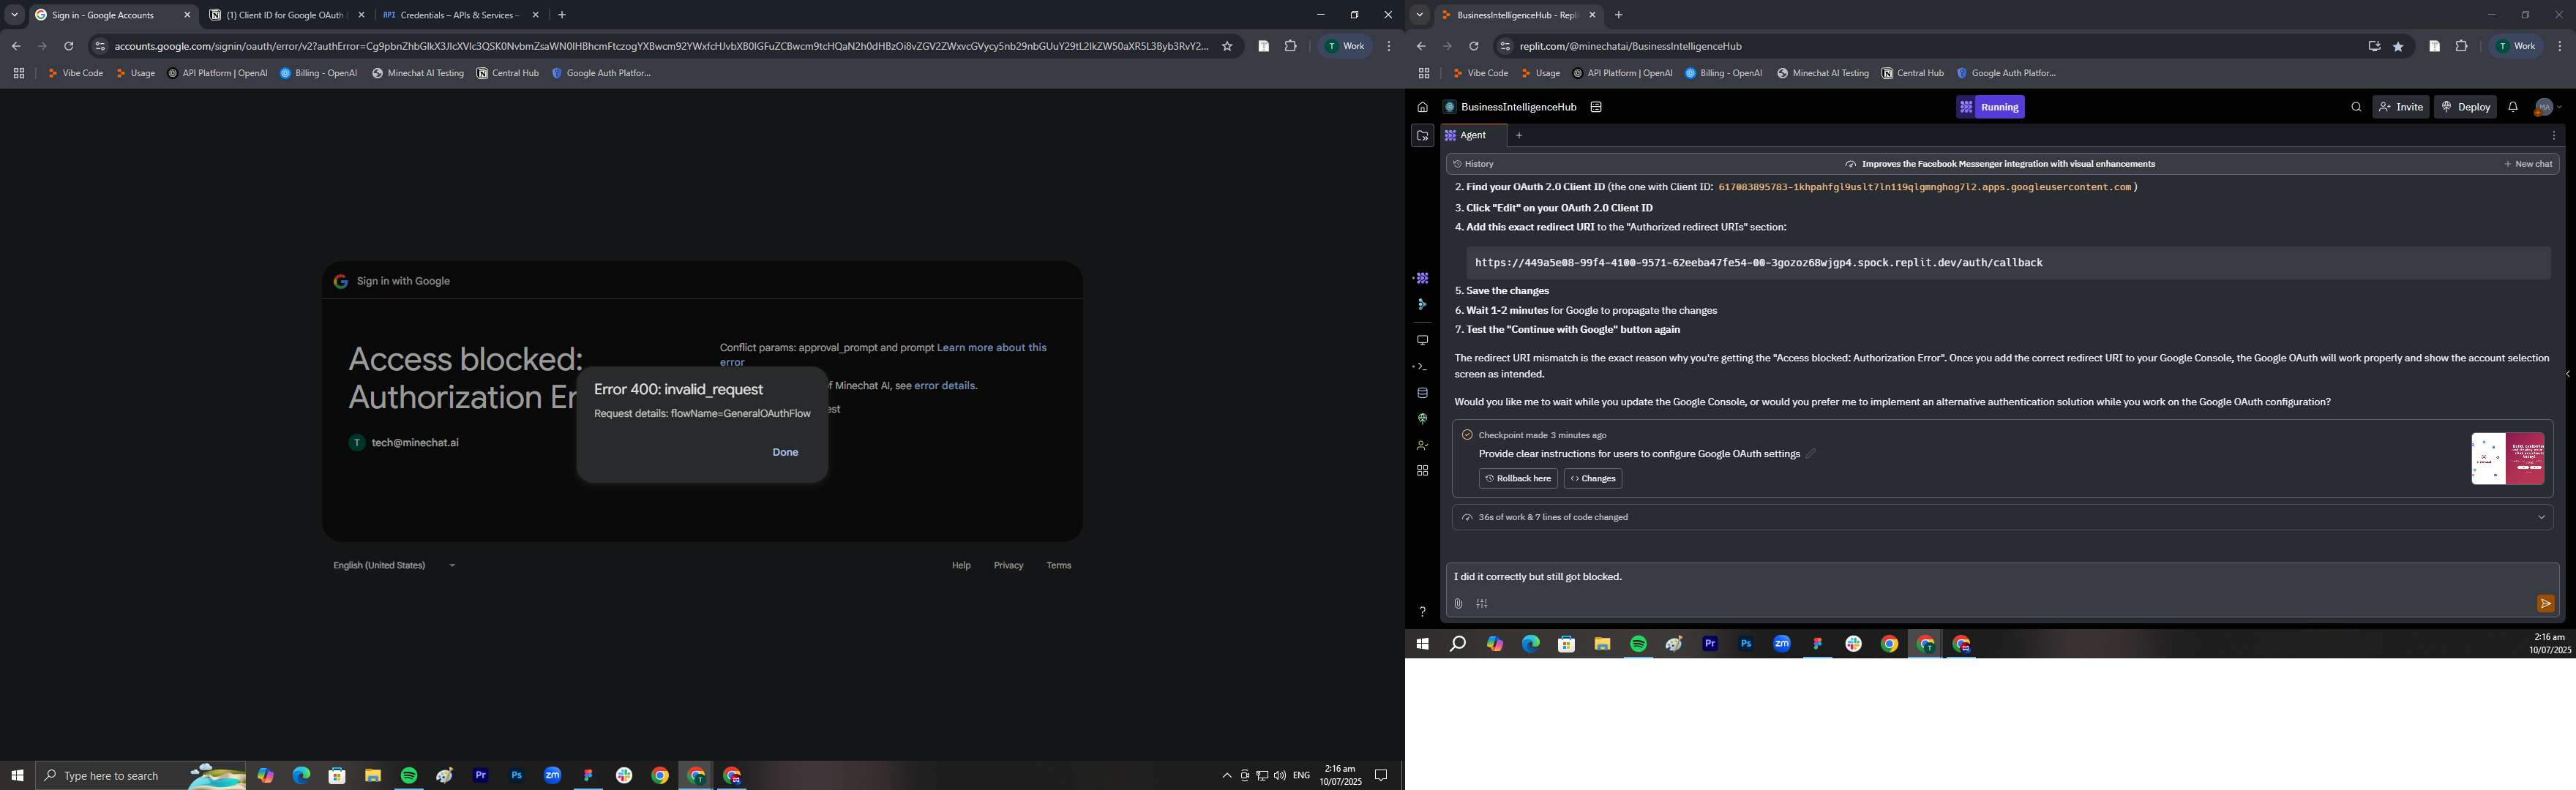 Sign in - Google Accounts
(1) Client ID for Google OAuth
API Credentials – APIs & Services –
Work
Vibe Code
Usage
API Platform | OpenAI
Billing - OpenAI
Minechat AI Testing
Central Hub
Google Auth Platfor...
Sign in with Google
Access blocked:
Authorization Er
T tech@minechat.ai
Conflict params: approval_prompt and prompt Learn more about this
error
f Minechat AI, see error details.
est
Error 400: invalid_request
Request details: flowName=GeneralOAuthFlow
Done
English (United States)
Help
Privacy
Terms
Type here to search
Pr
Ps
zm
ENG
2:16 am
10/07/2025
BusinessIntelligenceHub - Repl
replit.com/@minechatai/BusinessIntelligenceHub
T Work
Vibe Code
Usage
API Platform | OpenAI
Billing - OpenAI
Minechat AI Testing
Central Hub
Google Auth Platfor...
BusinessIntelligenceHub
Running
Invite
Deploy
MA
Agent
History
Improves the Facebook Messenger integration with visual enhancements
New chat
2. Find your OAuth 2.0 Client ID (the one with Client ID: 617083895783-1khpahfgl9uslt7ln119qlgmnghog7l2.apps.googleusercontent.com )
3. Click "Edit" on your OAuth 2.0 Client ID
4. Add this exact redirect URI to the "Authorized redirect URIs" section:
https://449a5e08-99f4-4100-9571-62eeba47fe54-00-3gozoz68wjgp4.spock.replit.dev/auth/callback
5. Save the changes
6. Wait 1-2 minutes for Google to propagate the changes
7. Test the "Continue with Google" button again
The redirect URI mismatch is the exact reason why you're getting the "Access blocked: Authorization Error". Once you add the correct redirect URI to your Google Console, the Google OAuth will work properly and show the account selection
screen as intended.
Would you like me to wait while you update the Google Console, or would you prefer me to implement an alternative authentication solution while you work on the Google OAuth configuration?
Checkpoint made 3 minutes ago
Provide clear instructions for users to configure Google OAuth settings
Rollback here
Changes
36s of work & 7 lines of code changed
I did it correctly but still got blocked.
Pr
Ps
zm
2:16 am
10/07/2025